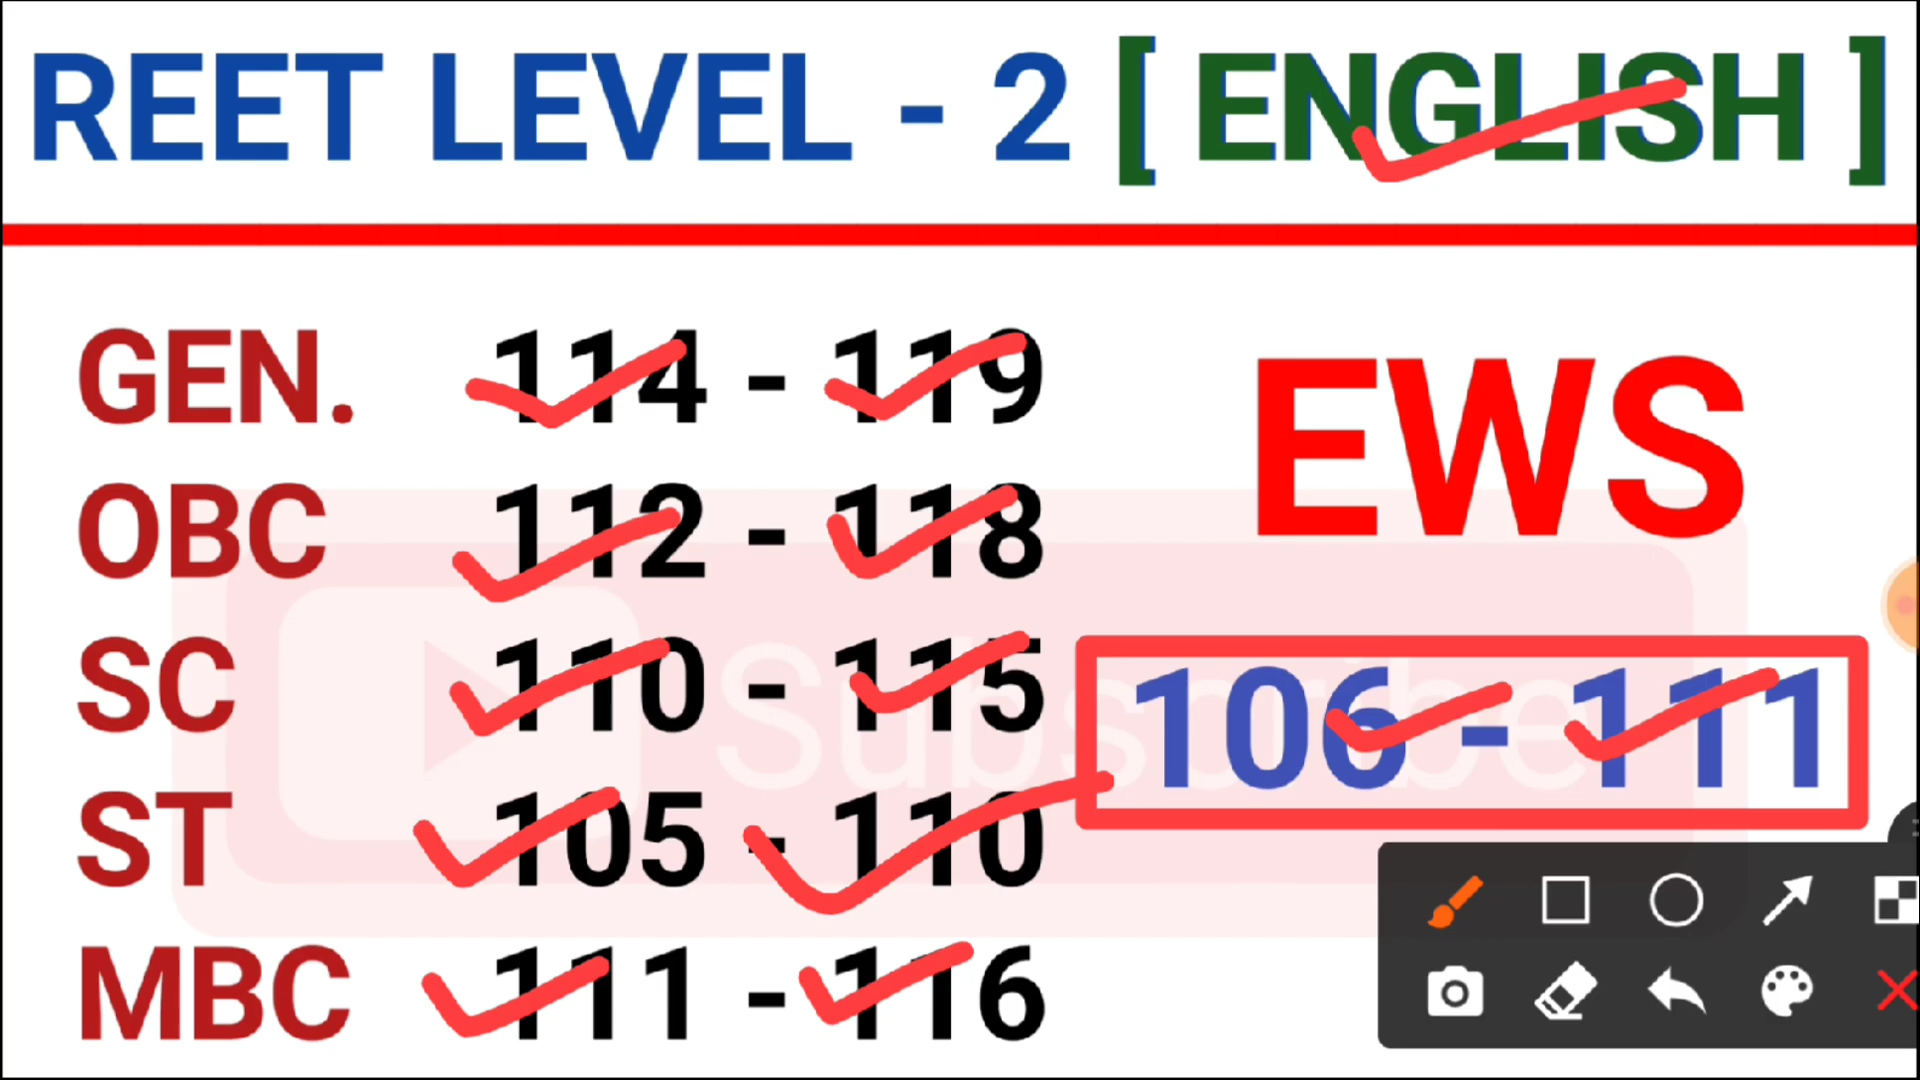 REET LEVEL - 2 [ ENGLISH ]
GEN. 114 - 119
OBC 112 - 118
SC 110 - 115
ST 105 - 110
MBC 111 - 116
EWS
106 - 111
Subscribe